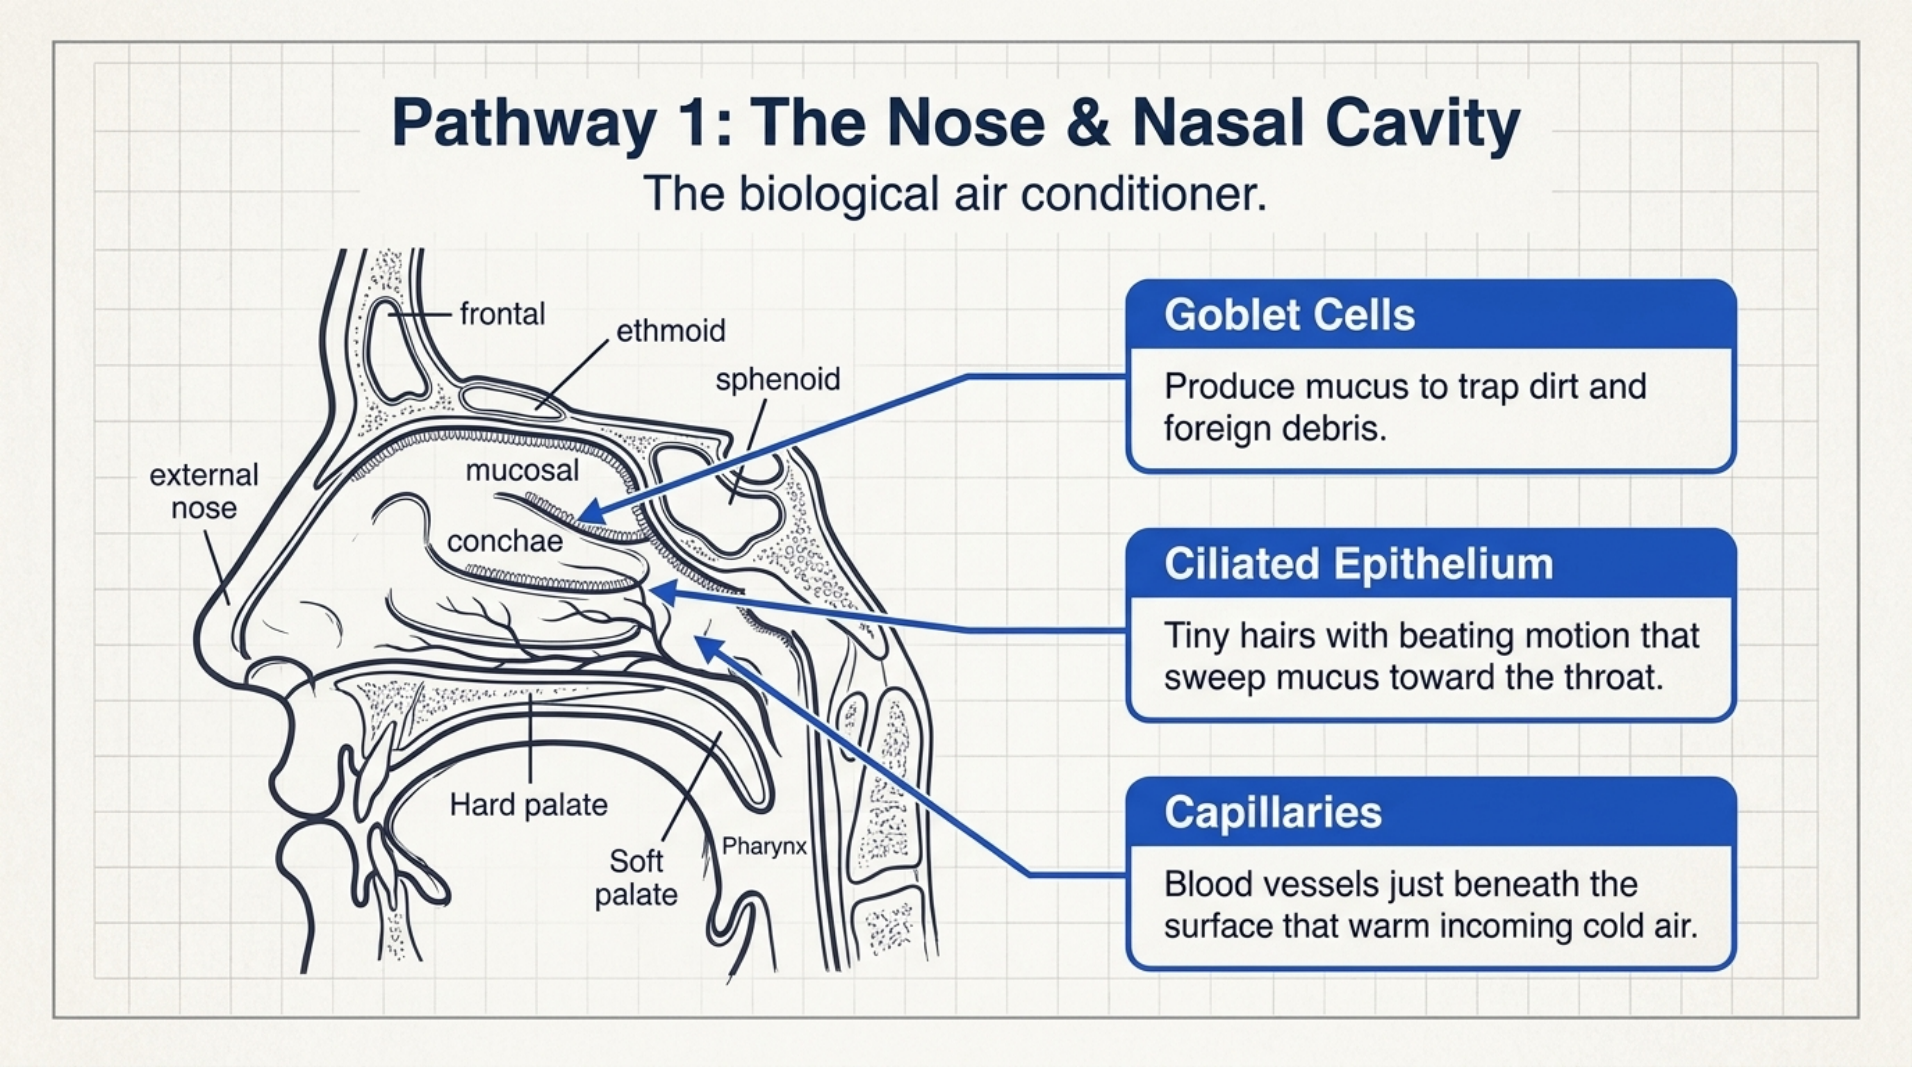 Pathway 1: The Nose & Nasal Cavity
The biological air conditioner.
frontal
ethmoid
sphenoid
external
nose
mucosal
conchae
Hard palate
Soft
palate
Pharynx
Goblet Cells
Produce mucus to trap dirt and
foreign debris.
Ciliated Epithelium
Tiny hairs with beating motion that
sweep mucus toward the throat.
Capillaries
Blood vessels just beneath the
surface that warm incoming cold air.